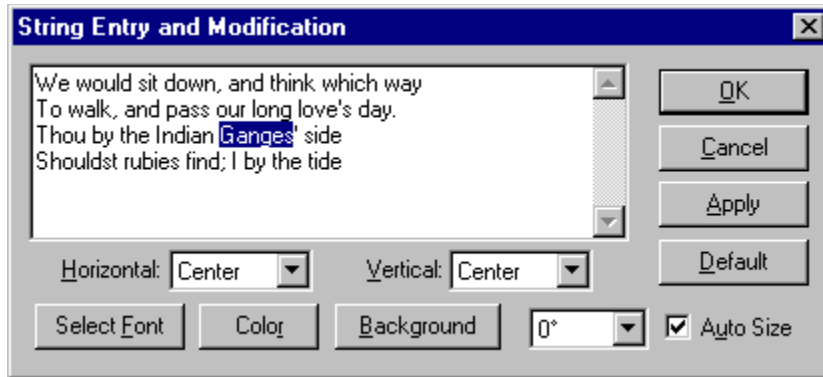 String Entry and Modification
We would sit down, and think which way
To walk, and pass our long love's day.
Thou by the Indian Ganges' side
Shouldst rubies find; I by the tide
OK
Cancel
Apply
Default
Horizontal: Center Vertical: Center
Select Font Color Background 0° Auto Size